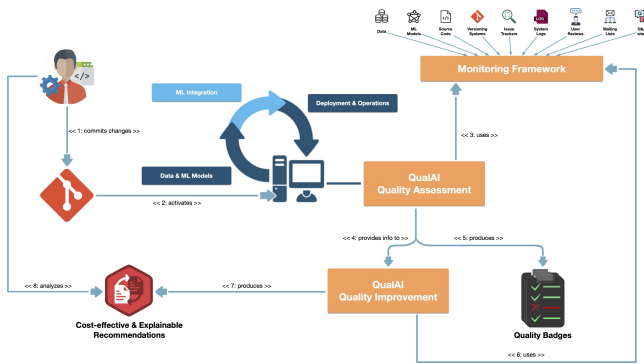 Data
ML
Models
Source
Code
Versioning
Systems
Issue
Trackers
System
Logs
User
Reviews
Mailing
Lists
Q&A
LOG
</>
Monitoring Framework
ML Integration
Deployment & Operations
<< 1: commits changes >>
<< 3: uses >>
Data & ML Models
QualAI
Quality Assessment
<< 2: activates >>
<< 4: provides info to >>
<< 5: produces >>
<< 8: analyzes >>
<< 7: produces >>
QualAI
Quality Improvement
Cost-effective & Explainable
Recommendations
Quality Badges
<< 6: uses >>